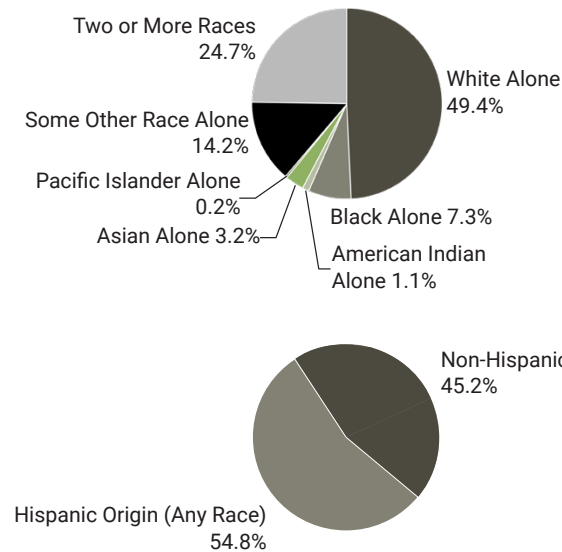 Two or More Races
24.7%
White Alone
49.4%
Some Other Race Alone
14.2%
Pacific Islander Alone
0.2%
Black Alone 7.3%
Asian Alone 3.2%
American Indian
Alone 1.1%
Non-Hispanic
45.2%
Hispanic Origin (Any Race)
54.8%